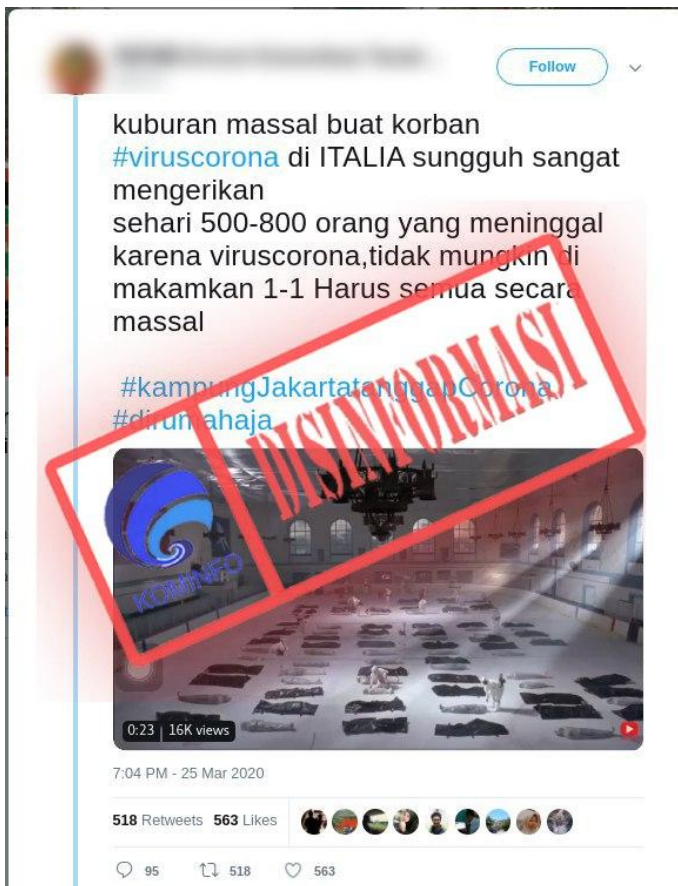 Follow
kuburan massal buat korban
#viruscorona di ITALIA sungguh sangat
mengerikan
sehari 500-800 orang yang meninggal
karena viruscorona,tidak mungkin di
makamkan 1-1 Harus semua secara
massal
#kampungJakartatanggapCorona
#dirumahaja
DISINFORMASI
KOMINFO
0:23 16K views
7:04 PM - 25 Mar 2020
518 Retweets 563 Likes
95 518 563